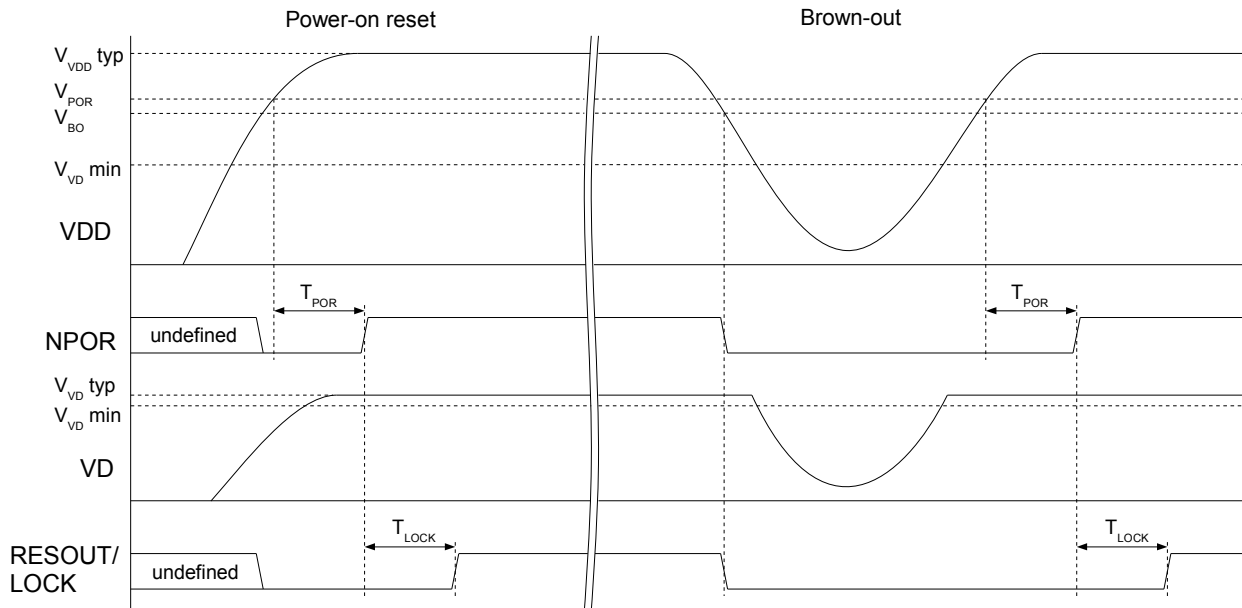 Power-on reset
Brown-out
V_VDD typ
V_POR
V_BO
V_VD min
VDD
T_POR
T_POR
NPOR
undefined
V_VD typ
V_VD min
VD
T_LOCK
T_LOCK
RESOUT/
LOCK
undefined